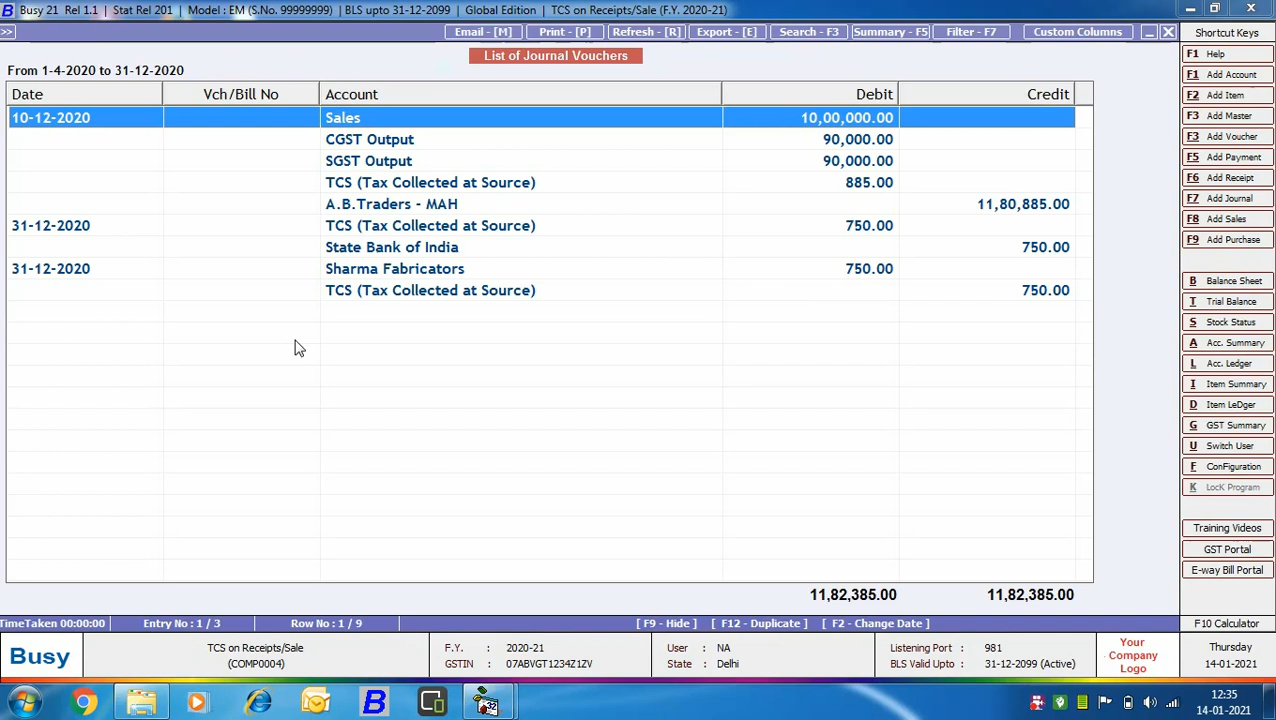 Busy 21 Rel 1.1 | Stat Rel 201 | Model : EM (S.No. 99999999) | BLS upto 31-12-2099 | Global Edition | TCS on Receipts/Sale (F.Y. 2020-21)
>> Email - [M] Print - [P] Refresh - [R] Export - [E] Search - F3 Summary - F5 Filter - F7 Custom Columns
List of Journal Vouchers
From 1-4-2020 to 31-12-2020
Date Vch/Bill No Account Debit Credit
10-12-2020 Sales 10,00,000.00
CGST Output 90,000.00
SGST Output 90,000.00
TCS (Tax Collected at Source) 885.00
A.B.Traders - MAH 11,80,885.00
31-12-2020 TCS (Tax Collected at Source) 750.00
State Bank of India 750.00
31-12-2020 Sharma Fabricators 750.00
TCS (Tax Collected at Source) 750.00
11,82,385.00 11,82,385.00
TimeTaken 00:00:00 Entry No : 1 / 3 Row No : 1 / 9 [ F9 - Hide ] [ F12 - Duplicate ] [ F2 - Change Date ]
Busy
TCS on Receipts/Sale
(COMP0004)
F.Y. : 2020-21
GSTIN : 07ABVGT1234Z1ZV
User : NA
State : Delhi
Listening Port : 981
BLS Valid Upto : 31-12-2099 (Active)
Your
Company
Logo
Shortcut Keys
F1 Help
F1 Add Account
F2 Add Item
F3 Add Master
F3 Add Voucher
F5 Add Payment
F6 Add Receipt
F7 Add Journal
F8 Add Sales
F9 Add Purchase
B Balance Sheet
T Trial Balance
S Stock Status
A Acc. Summary
L Acc. Ledger
I Item Summary
D Item LeDger
G GST Summary
U Switch User
F ConFiguration
K LocK Program
Training Videos
GST Portal
E-way Bill Portal
F10 Calculator
Thursday
14-01-2021
12:35
14-01-2021